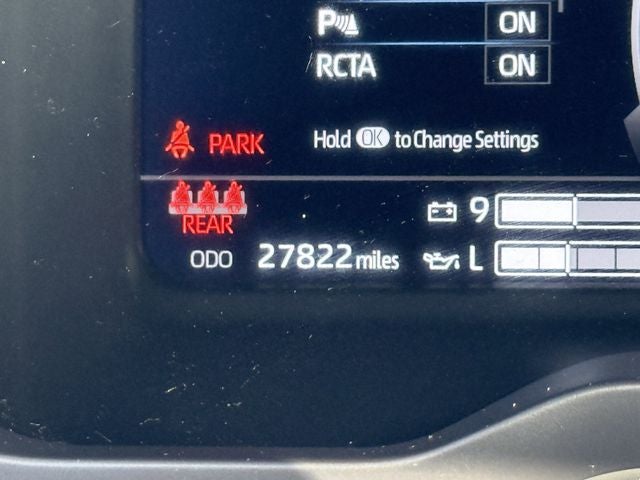 P ON
RCTA ON
PARK
Hold OK to Change Settings
REAR
9
ODO 27822 miles
L